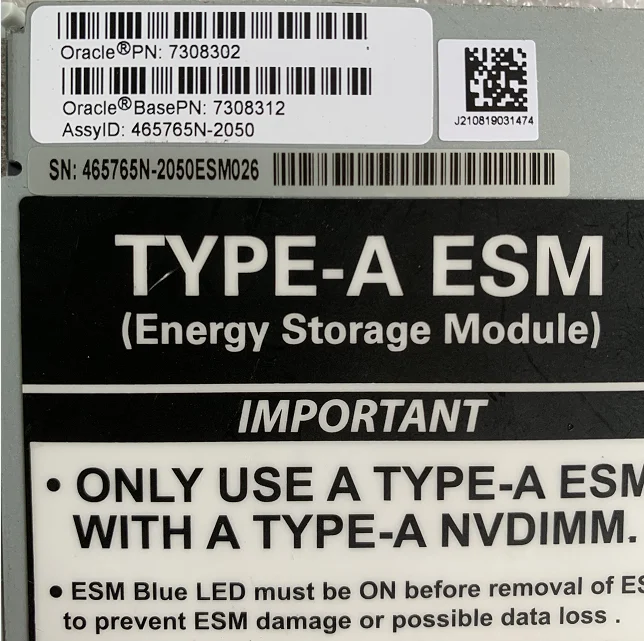 Oracle®PN: 7308302
Oracle®BasePN: 7308312
AssyID: 465765N-2050
J210819031474
SN: 465765N-2050ESM026
TYPE-A ESM
(Energy Storage Module)
IMPORTANT
• ONLY USE A TYPE-A ESM
WITH A TYPE-A NVDIMM.
• ESM Blue LED must be ON before removal of ES
to prevent ESM damage or possible data loss .